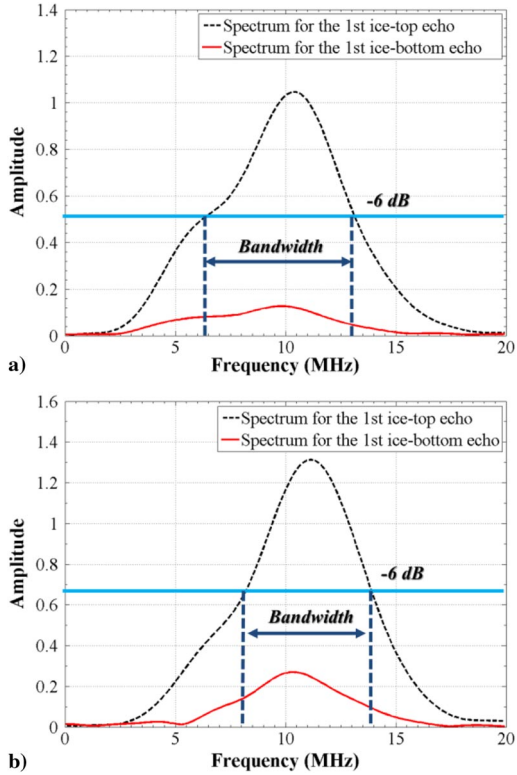 1.4
Spectrum for the 1st ice-top echo
Spectrum for the 1st ice-bottom echo
1.2
1
0.8
Amplitude
0.6
-6 dB
0.4
Bandwidth
0.2
0
0 5 10 15 20
a) Frequency (MHz)
1.6
Spectrum for the 1st ice-top echo
Spectrum for the 1st ice-bottom echo
1.4
1.2
1
0.8
Amplitude
-6 dB
0.6
Bandwidth
0.4
0.2
0
0 5 10 15 20
b) Frequency (MHz)